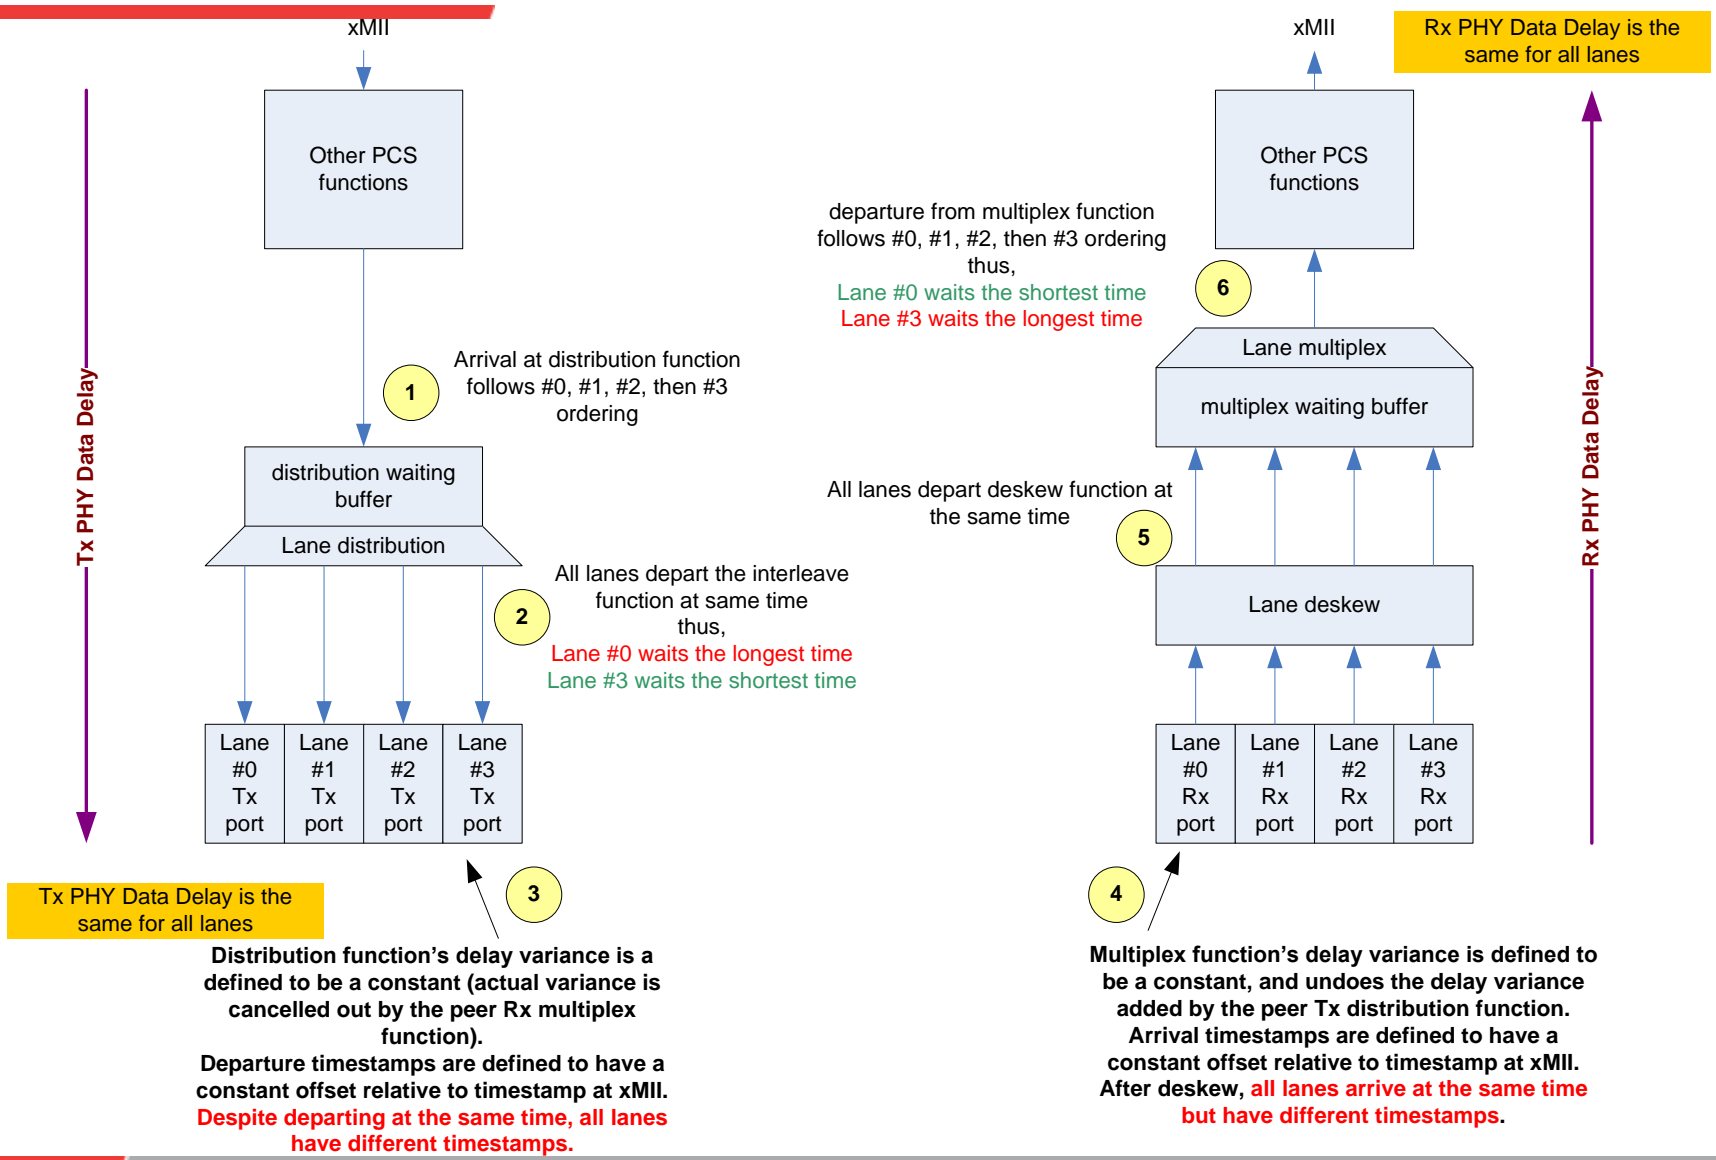 xMII
Other PCS
functions
Tx PHY Data Delay
1
Arrival at distribution function
follows #0, #1, #2, then #3
ordering
distribution waiting
buffer
Lane distribution
2
All lanes depart the interleave
function at same time
thus,
Lane #0 waits the longest time
Lane #3 waits the shortest time
Lane
#0
Tx
port
Lane
#1
Tx
port
Lane
#2
Tx
port
Lane
#3
Tx
port
3
Tx PHY Data Delay is the
same for all lanes
Distribution function’s delay variance is a
defined to be a constant (actual variance is
cancelled out by the peer Rx multiplex
function).
Departure timestamps are defined to have a
constant offset relative to timestamp at xMII.
Despite departing at the same time, all lanes
have different timestamps.
xMII
Rx PHY Data Delay is the
same for all lanes
Other PCS
functions
departure from multiplex function
follows #0, #1, #2, then #3 ordering
thus,
Lane #0 waits the shortest time
Lane #3 waits the longest time
6
Lane multiplex
multiplex waiting buffer
Rx PHY Data Delay
All lanes depart deskew function at
the same time
5
Lane deskew
Lane
#0
Rx
port
Lane
#1
Rx
port
Lane
#2
Rx
port
Lane
#3
Rx
port
4
Multiplex function’s delay variance is defined to
be a constant, and undoes the delay variance
added by the peer Tx distribution function.
Arrival timestamps are defined to have a
constant offset relative to timestamp at xMII.
After deskew, all lanes arrive at the same time
but have different timestamps.